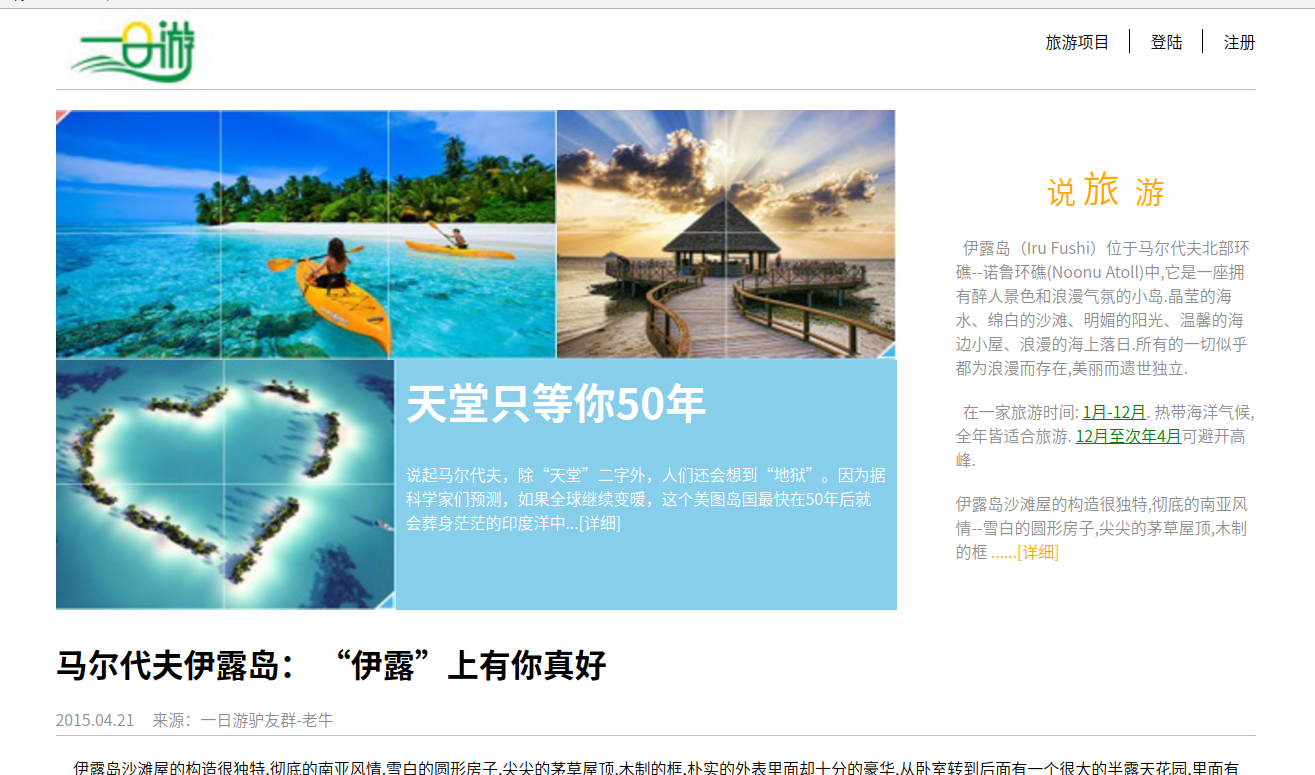 一日游
旅游项目
登陆
注册
说 旅 游
伊露岛（Iru Fushi）位于马尔代夫北部环
礁--诺鲁环礁(Noonu Atoll)中,它是一座拥
有醉人景色和浪漫气氛的小岛.晶莹的海
水、绵白的沙滩、明媚的阳光、温馨的海
边小屋、浪漫的海上落日.所有的一切似乎
都为浪漫而存在,美丽而遗世独立.
在一家旅游时间: 1月-12月. 热带海洋气候,
全年皆适合旅游. 12月至次年4月可避开高
峰.
伊露岛沙滩屋的构造很独特,彻底的南亚风
情--雪白的圆形房子,尖尖的茅草屋顶,木制
的框 ......[详细]
天堂只等你50年
说起马尔代夫，除“天堂”二字外，人们还会想到“地狱”。因为据
科学家们预测，如果全球继续变暖，这个美图岛国最快在50年后就
会葬身茫茫的印度洋中...[详细]
马尔代夫伊露岛： “伊露”上有你真好
2015.04.21 来源：一日游驴友群-老牛
伊露岛沙滩屋的构造很独特,彻底的南亚风情,雪白的圆形房子,尖尖的茅草屋顶,木制的框,朴实的外表里面却十分的豪华,从卧室转到后面有一个很大的半露天花园,里面有